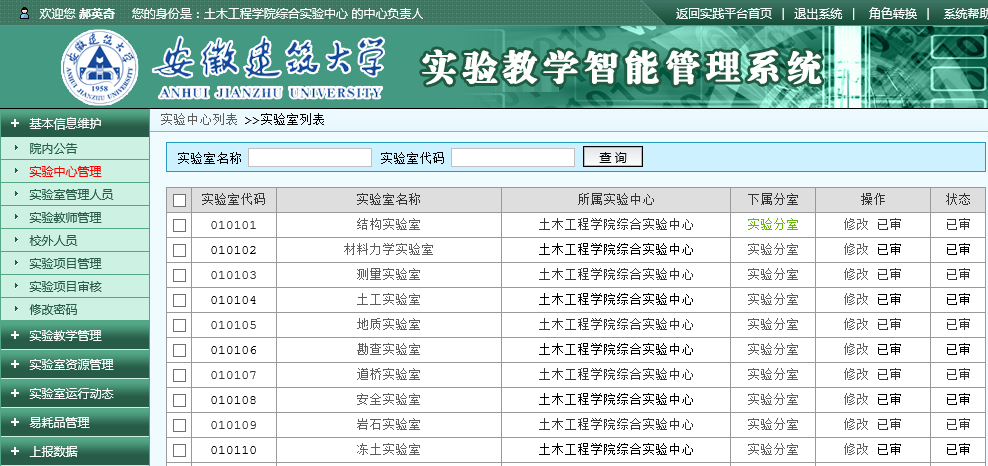 欢迎您 郝英奇 您的身份是：土木工程学院综合实验中心 的中心负责人 返回实践平台首页 | 退出系统 | 角色转换 | 系统帮助
安徽建筑大学
ANHUI JIANZHU UNIVERSITY
1958
实验教学智能管理系统
+ 基本信息维护
院内公告
实验中心管理
实验室管理人员
实验教师管理
校外人员
实验项目管理
实验项目审核
修改密码
+ 实验教学管理
+ 实验室资源管理
+ 实验室运行动态
+ 易耗品管理
+ 上报数据
实验中心列表 >>实验室列表
实验室名称 实验室代码 查 询
实验室代码 实验室名称 所属实验中心 下属分室 操作 状态
010101 结构实验室 土木工程学院综合实验中心 实验分室 修改 已审 已审
010102 材料力学实验室 土木工程学院综合实验中心 实验分室 修改 已审 已审
010103 测量实验室 土木工程学院综合实验中心 实验分室 修改 已审 已审
010104 土工实验室 土木工程学院综合实验中心 实验分室 修改 已审 已审
010105 地质实验室 土木工程学院综合实验中心 实验分室 修改 已审 已审
010106 勘查实验室 土木工程学院综合实验中心 实验分室 修改 已审 已审
010107 道桥实验室 土木工程学院综合实验中心 实验分室 修改 已审 已审
010108 安全实验室 土木工程学院综合实验中心 实验分室 修改 已审 已审
010109 岩石实验室 土木工程学院综合实验中心 实验分室 修改 已审 已审
010110 冻土实验室 土木工程学院综合实验中心 实验分室 修改 已审 已审